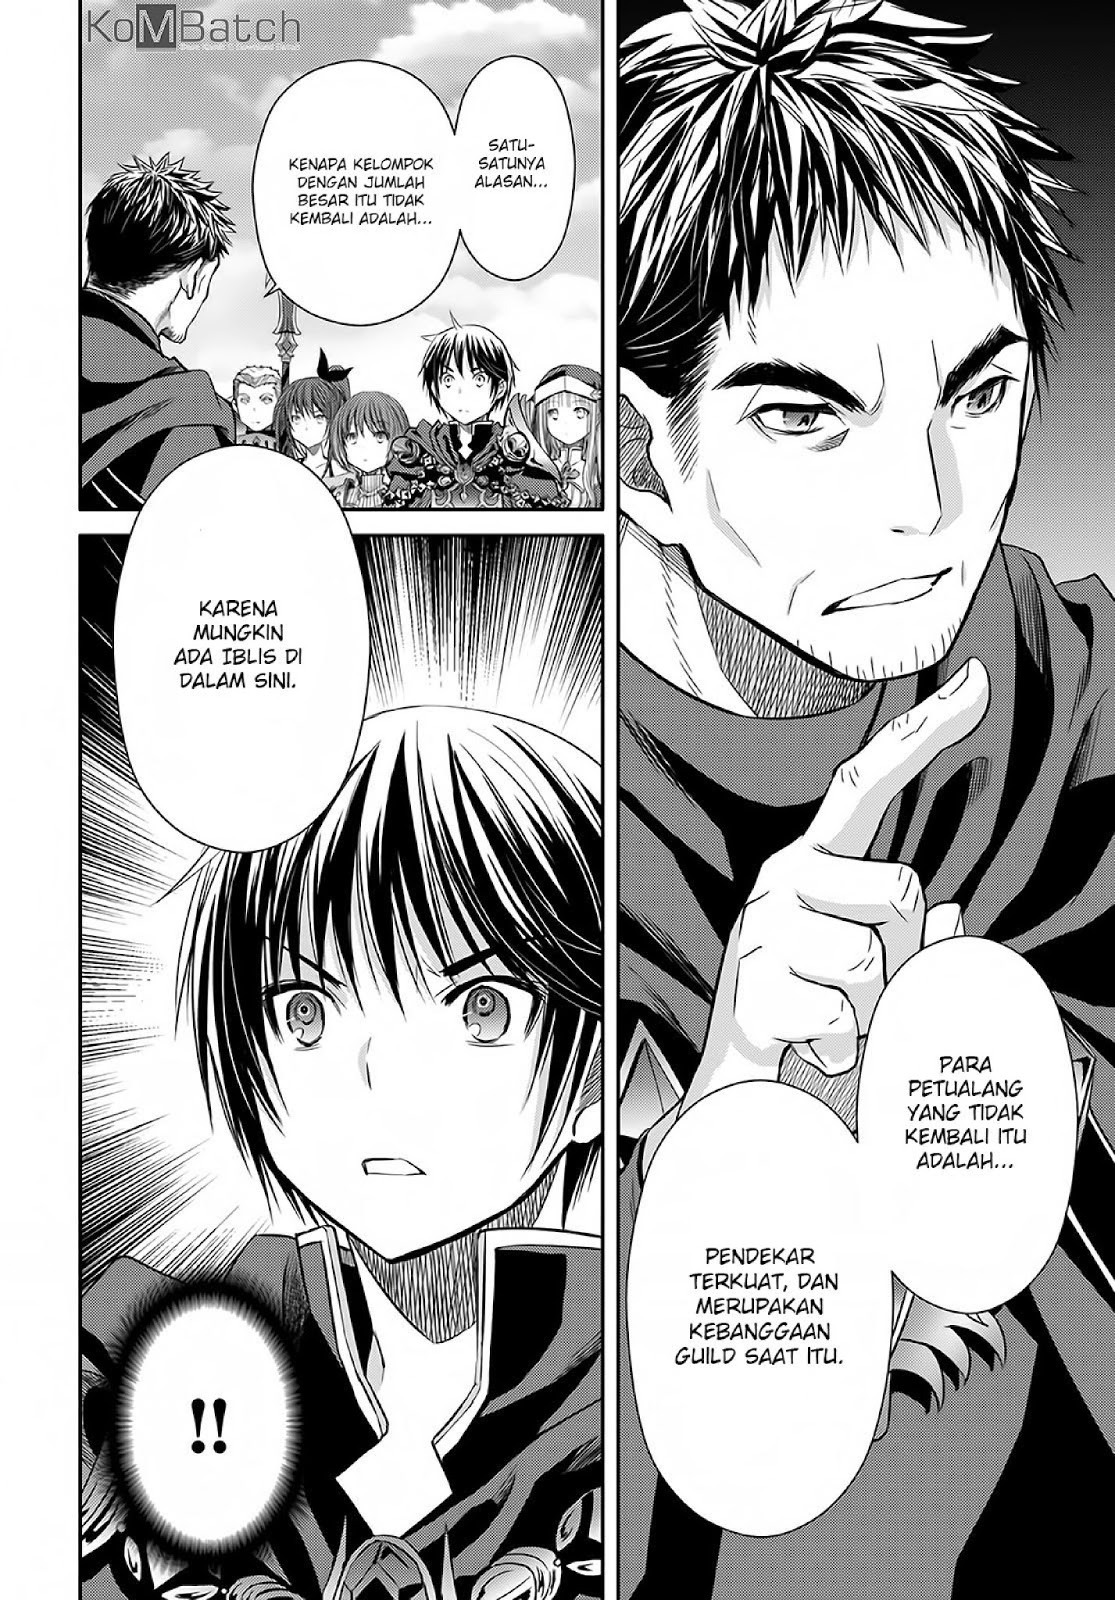 KoMBatch
PARA
PETUALANG
YANG TIDAK
KEMBALI ITU
ADALAH...
PENDEKAR
TERKUAT, DAN
MERUPAKAN
KEBANGGAAN
GUILD SAAT ITU.
SATU-
SATUNYA
ALASAN...
KENAPA KELOMPOK
DENGAN JUMLAH
BESAR ITU TIDAK
KEMBALI ADALAH...
KARENA
MUNGKIN
ADA IBLIS DI
DALAM SINI.
!!